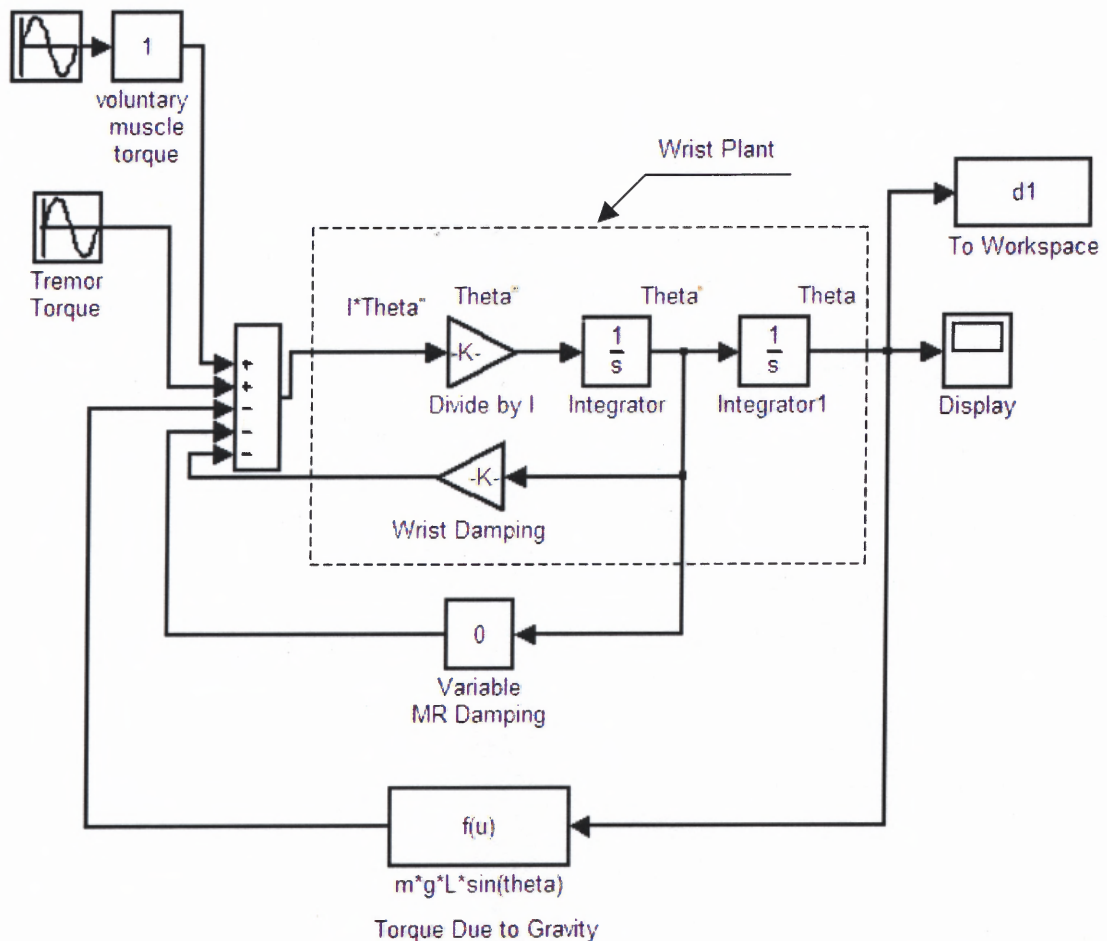 1
voluntary
muscle
torque
Wrist Plant
d1
To Workspace
Tremor
Torque
I*Theta"
Theta"
Theta'
Theta
+
+
-
-
-
-K-
1
s
1
s
Divide by I
Integrator
Integrator1
Display
-K-
Wrist Damping
0
Variable
MR Damping
f(u)
m*g*L*sin(theta)
Torque Due to Gravity